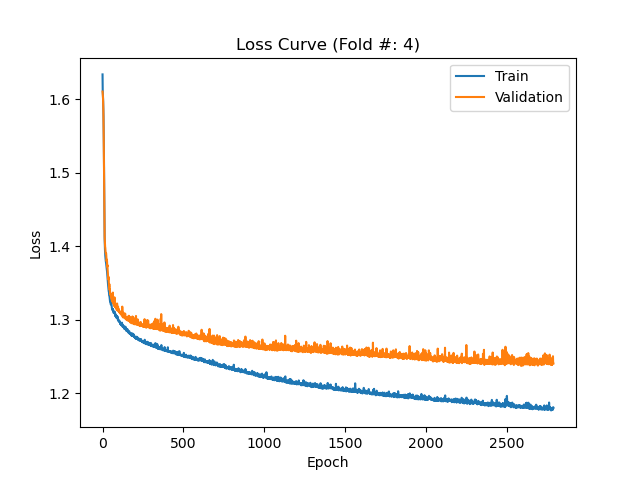 Loss Curve (Fold #: 4)
Train
Validation
Loss
1.6
1.5
1.4
1.3
1.2
0 500 1000 1500 2000 2500
Epoch